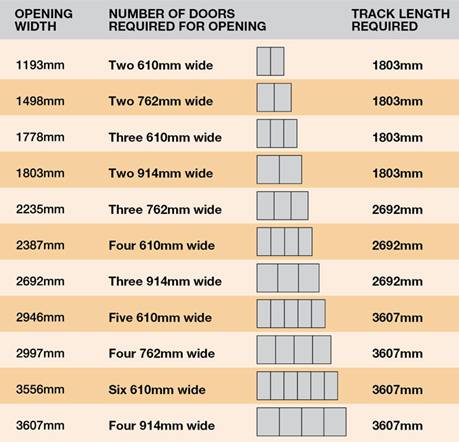 OPENING WIDTH NUMBER OF DOORS REQUIRED FOR OPENING TRACK LENGTH REQUIRED
1193mm Two 610mm wide 1803mm
1498mm Two 762mm wide 1803mm
1778mm Three 610mm wide 1803mm
1803mm Two 914mm wide 1803mm
2235mm Three 762mm wide 2692mm
2387mm Four 610mm wide 2692mm
2692mm Three 914mm wide 2692mm
2946mm Five 610mm wide 3607mm
2997mm Four 762mm wide 3607mm
3556mm Six 610mm wide 3607mm
3607mm Four 914mm wide 3607mm